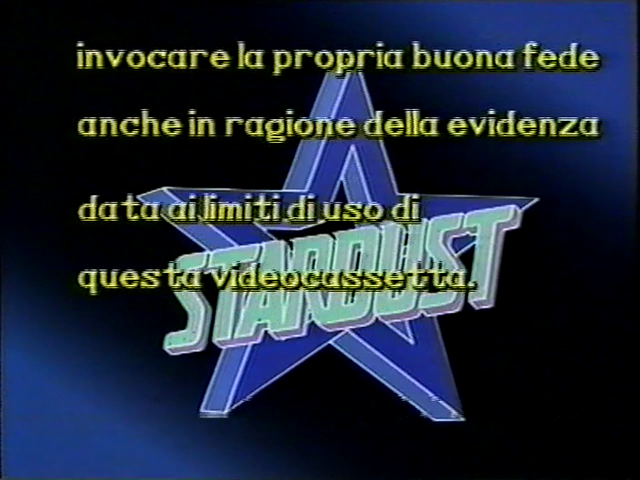 invocare la propria buona fede
anche in ragione della evidenza
data ai limiti di uso di
questa videocassetta.
STARDUST